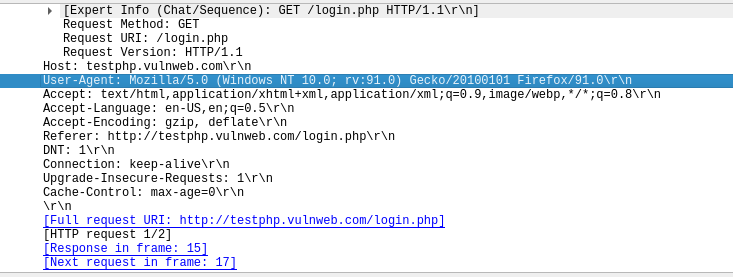 [Expert Info (Chat/Sequence): GET /login.php HTTP/1.1\r\n]
Request Method: GET
Request URI: /login.php
Request Version: HTTP/1.1
Host: testphp.vulnweb.com\r\n
User-Agent: Mozilla/5.0 (Windows NT 10.0; rv:91.0) Gecko/20100101 Firefox/91.0\r\n
Accept: text/html,application/xhtml+xml,application/xml;q=0.9,image/webp,*/*;q=0.8\r\n
Accept-Language: en-US,en;q=0.5\r\n
Accept-Encoding: gzip, deflate\r\n
Referer: http://testphp.vulnweb.com/login.php\r\n
DNT: 1\r\n
Connection: keep-alive\r\n
Upgrade-Insecure-Requests: 1\r\n
Cache-Control: max-age=0\r\n
\r\n
[Full request URI: http://testphp.vulnweb.com/login.php]
[HTTP request 1/2]
[Response in frame: 15]
[Next request in frame: 17]